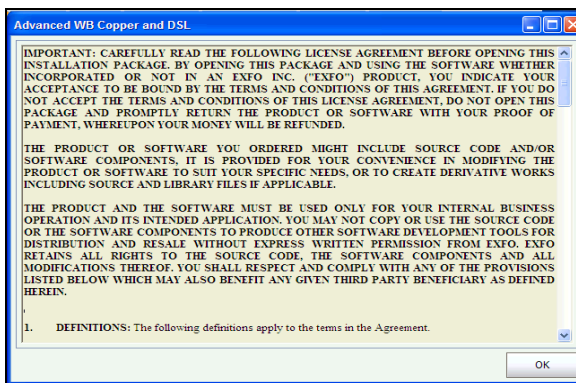 Advanced WB Copper and DSL
IMPORTANT: CAREFULLY READ THE FOLLOWING LICENSE AGREEMENT BEFORE OPENING THIS
INSTALLATION PACKAGE. BY OPENING THIS PACKAGE AND USING THE SOFTWARE WHETHER
INCORPORATED OR NOT IN AN EXFO INC. ("EXFO") PRODUCT, YOU INDICATE YOUR
ACCEPTANCE TO BE BOUND BY THE TERMS AND CONDITIONS OF THIS AGREEMENT. IF YOU DO
NOT ACCEPT THE TERMS AND CONDITIONS OF THIS LICENSE AGREEMENT, DO NOT OPEN THIS
PACKAGE AND PROMPTLY RETURN THE PRODUCT OR SOFTWARE WITH YOUR PROOF OF
PAYMENT, WHEREUPON YOUR MONEY WILL BE REFUNDED.
THE PRODUCT OR SOFTWARE YOU ORDERED MIGHT INCLUDE SOURCE CODE AND/OR
SOFTWARE COMPONENTS, IT IS PROVIDED FOR YOUR CONVENIENCE IN MODIFYING THE
PRODUCT OR SOFTWARE TO SUIT YOUR SPECIFIC NEEDS, OR TO CREATE DERIVATIVE WORKS
INCLUDING SOURCE AND LIBRARY FILES IF APPLICABLE.
THE PRODUCT AND THE SOFTWARE MUST BE USED ONLY FOR YOUR INTERNAL BUSINESS
OPERATION AND ITS INTENDED APPLICATION. YOU MAY NOT COPY OR USE THE SOURCE CODE
OR THE SOFTWARE COMPONENTS TO PRODUCE OTHER SOFTWARE DEVELOPMENT TOOLS FOR
DISTRIBUTION AND RESALE WITHOUT EXPRESS WRITTEN PERMISSION FROM EXFO. EXFO
RETAINS ALL RIGHTS TO THE SOURCE CODE, THE SOFTWARE COMPONENTS AND ALL
MODIFICATIONS THEREOF. YOU SHALL RESPECT AND COMPLY WITH ANY OF THE PROVISIONS
LISTED BELOW WHICH MAY ALSO BENEFIT ANY GIVEN THIRD PARTY BENEFICIARY AS DEFINED
HEREIN.
1. DEFINITIONS: The following definitions apply to the terms in the Agreement.
OK